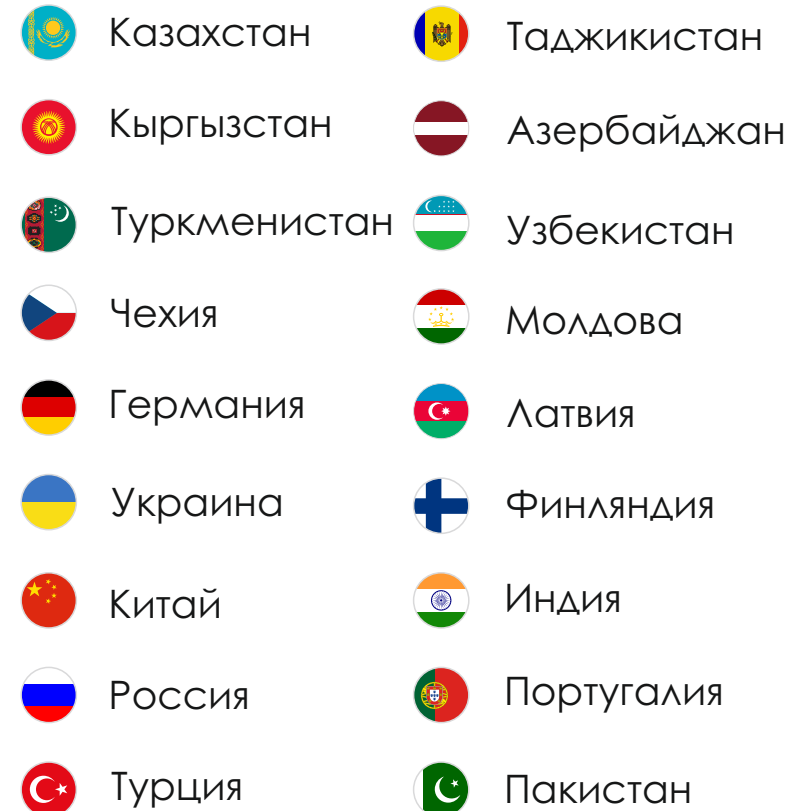 Казахстан
Кыргызстан
Туркменистан
Чехия
Германия
Украина
Китай
Россия
Турция
Таджикистан
Азербайджан
Узбекистан
Молдова
Латвия
Финляндия
Индия
Португалия
Пакистан